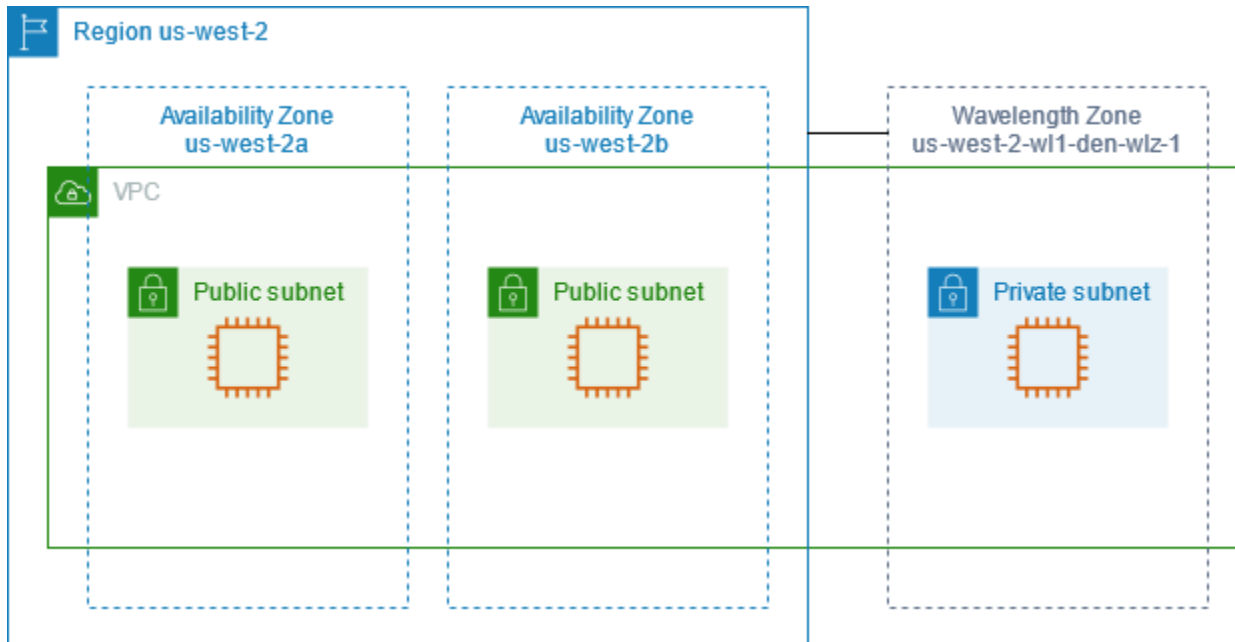 Region us-west-2
Availability Zone
us-west-2a
Availability Zone
us-west-2b
Wavelength Zone
us-west-2-wl1-den-wlz-1
VPC
Public subnet
Public subnet
Private subnet